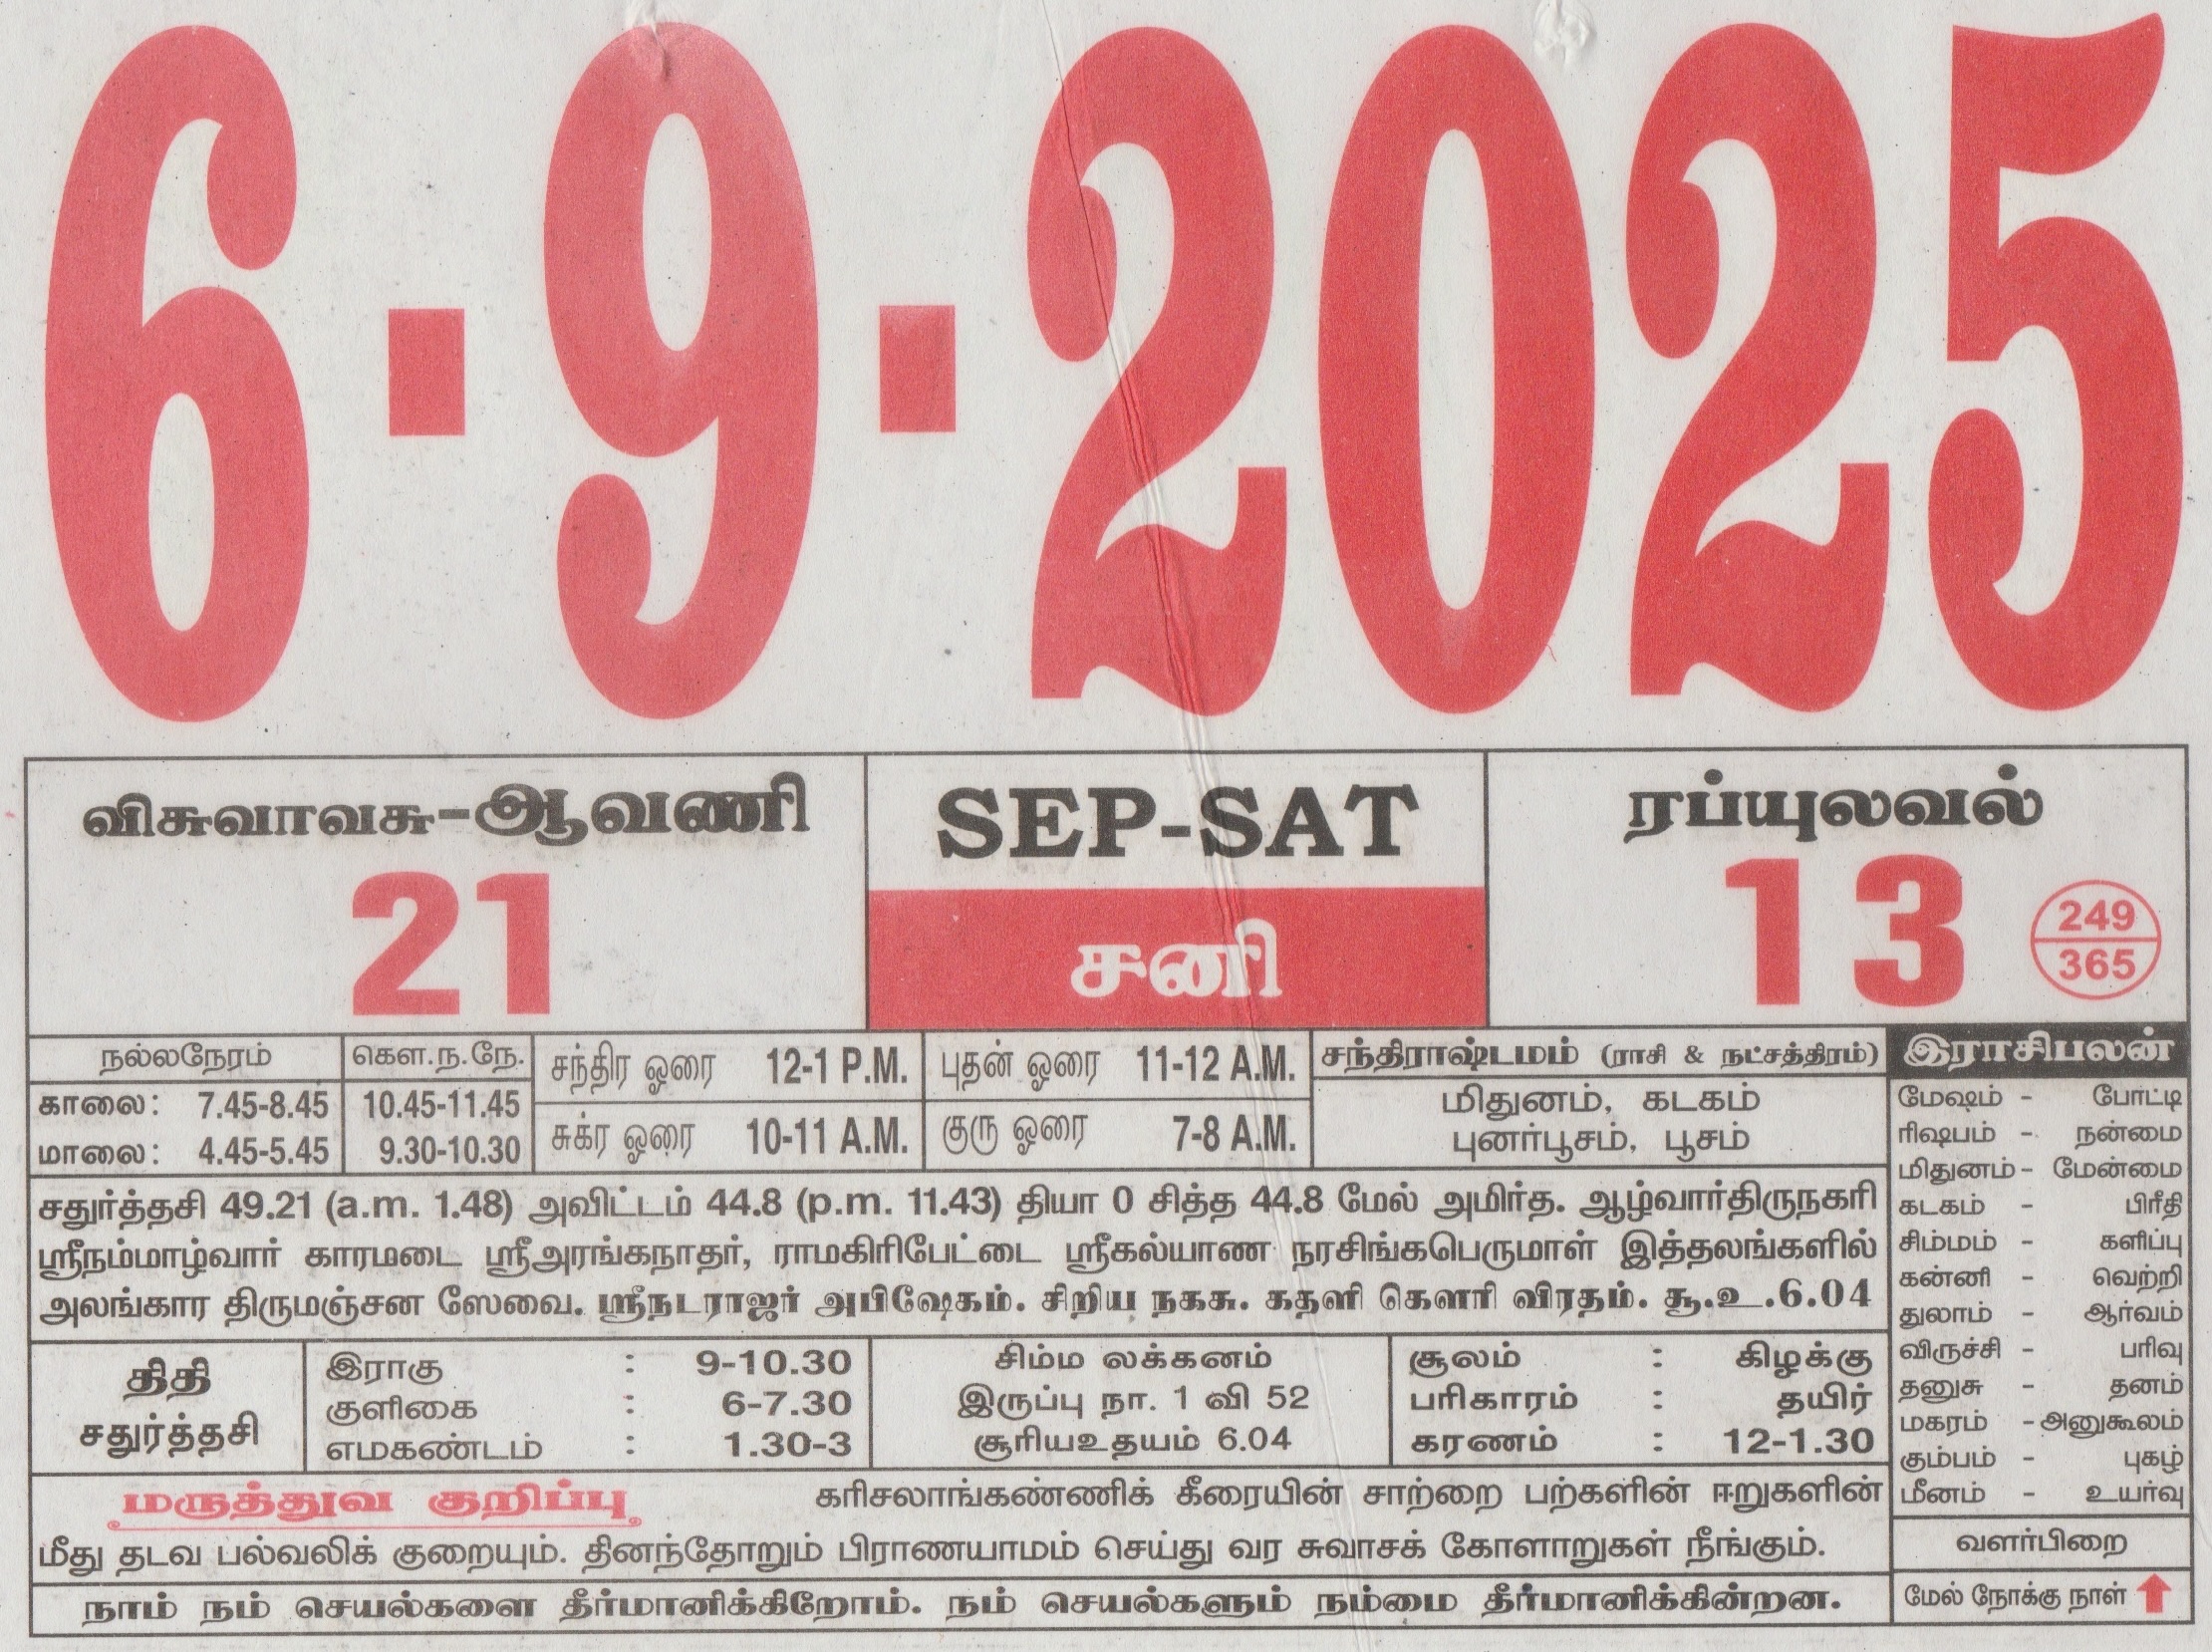 6.9.2025
விசுவாவசு-ஆவணி
21
SEP-SAT
சனி
ரப்யுலவல்
13
249
365
நல்லநேரம்
காலை: 7.45-8.45
மாலை: 4.45-5.45
கௌ.ந.நே.
10.45-11.45
9.30-10.30
சந்திர ஓரை 12-1 P.M.
சுக்ர ஓரை 10-11 A.M.
புதன் ஓரை 11-12 A.M.
குரு ஓரை 7-8 A.M.
சந்திராஷ்டமம் (ராசி & நட்சத்திரம்)
மிதுனம், கடகம்
புனர்பூசம், பூசம்
சதுர்த்தசி 49.21 (a.m. 1.48) அவிட்டம் 44.8 (p.m. 11.43) தியா 0 சித்த 44.8 மேல் அமிர்த. ஆழ்வார்திருநகரி
ஸ்ரீநம்மாழ்வார் காரமடை ஸ்ரீஅரங்கநாதர், ராமகிரிபேட்டை ஸ்ரீகல்யாண நரசிங்கபெருமாள் இத்தலங்களில்
அலங்கார திருமஞ்சன ஸேவை. ஸ்ரீநடராஜர் அபிஷேகம். சிறிய நகசு. கதளி கௌரி விரதம். சூ.உ.6.04
திதி
சதுர்த்தசி
இராகு : 9-10.30
குளிகை : 6-7.30
எமகண்டம் : 1.30-3
சிம்ம லக்கனம்
இருப்பு நா. 1 வி 52
சூரியஉதயம் 6.04
சூலம் : கிழக்கு
பரிகாரம் : தயிர்
கரணம் : 12-1.30
மருத்துவ குறிப்பு கரிசலாங்கண்ணிக் கீரையின் சாற்றை பற்களின் ஈறுகளின்
மீது தடவ பல்வலிக் குறையும். தினந்தோறும் பிராணயாமம் செய்து வர சுவாசக் கோளாறுகள் நீங்கும்.
நாம் நம் செயல்களை தீர்மானிக்கிறோம். நம் செயல்களும் நம்மை தீர்மானிக்கின்றன.
இராசிபலன்
மேஷம் - போட்டி
ரிஷபம் - நன்மை
மிதுனம் - மேன்மை
கடகம் - பிரீதி
சிம்மம் - களிப்பு
கன்னி - வெற்றி
துலாம் - ஆர்வம்
விருச்சி - பரிவு
தனுசு - தனம்
மகரம் - அனுகூலம்
கும்பம் - புகழ்
மீனம் - உயர்வு
வளர்பிறை
மேல் நோக்கு நாள்